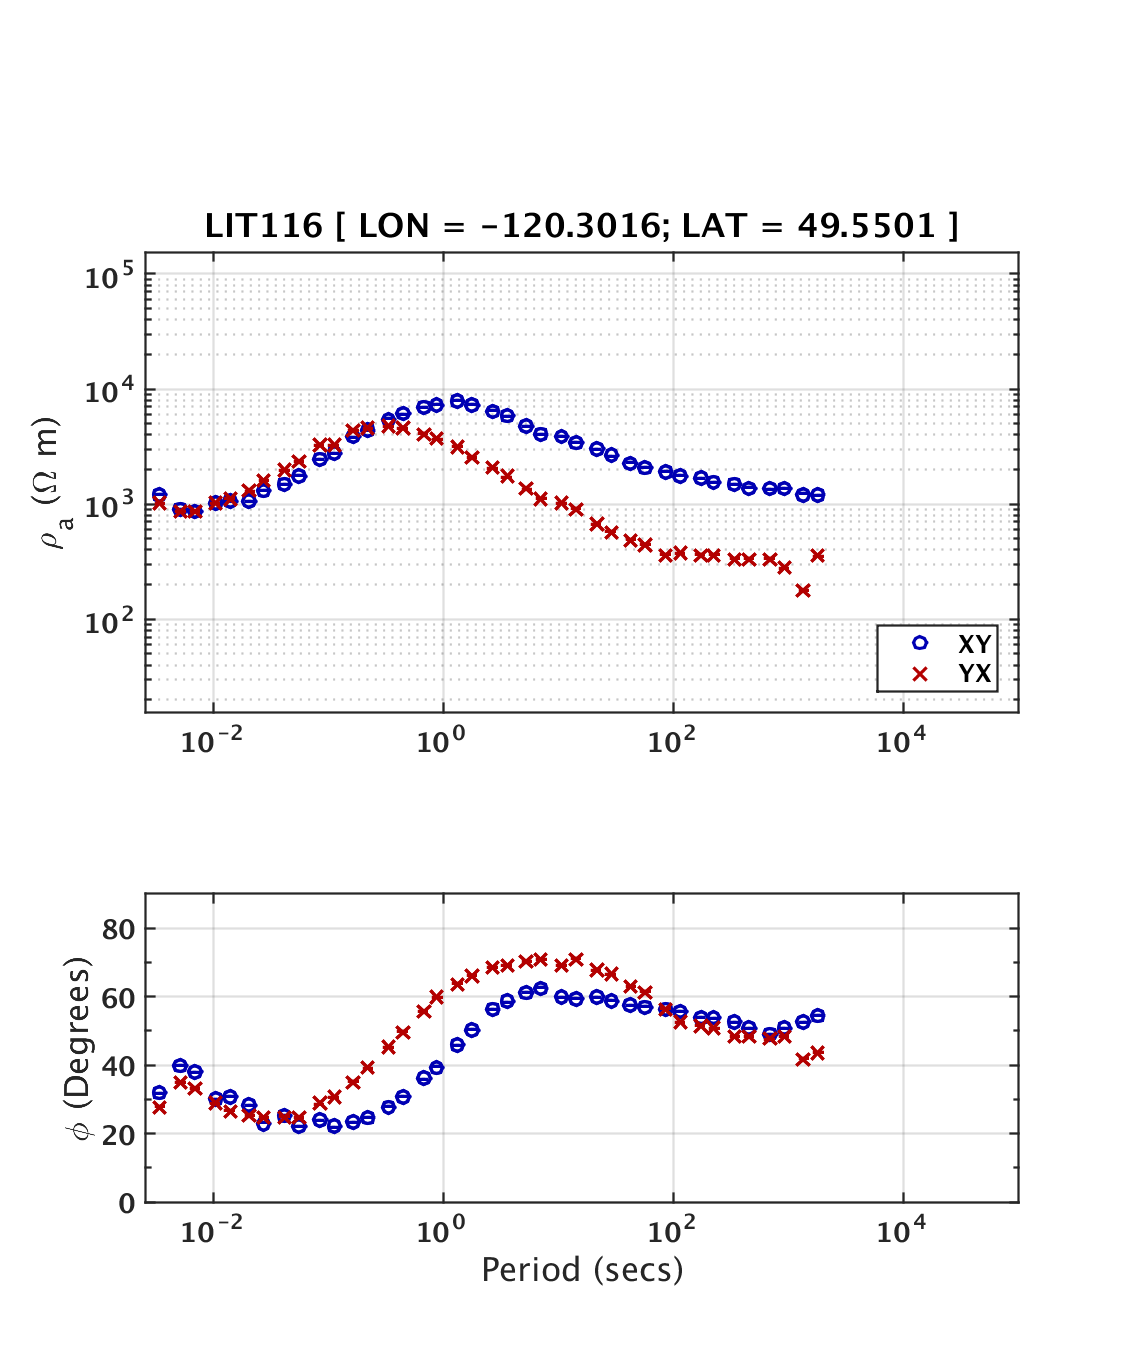 LIT116 [ LON = -120.3016; LAT = 49.5501 ]
ρa (Ω m)
10^5
10^4
10^3
10^2
XY
YX
10^-2 10^0 10^2 10^4
φ (Degrees)
80
60
40
20
0
10^-2 10^0 10^2 10^4
Period (secs)